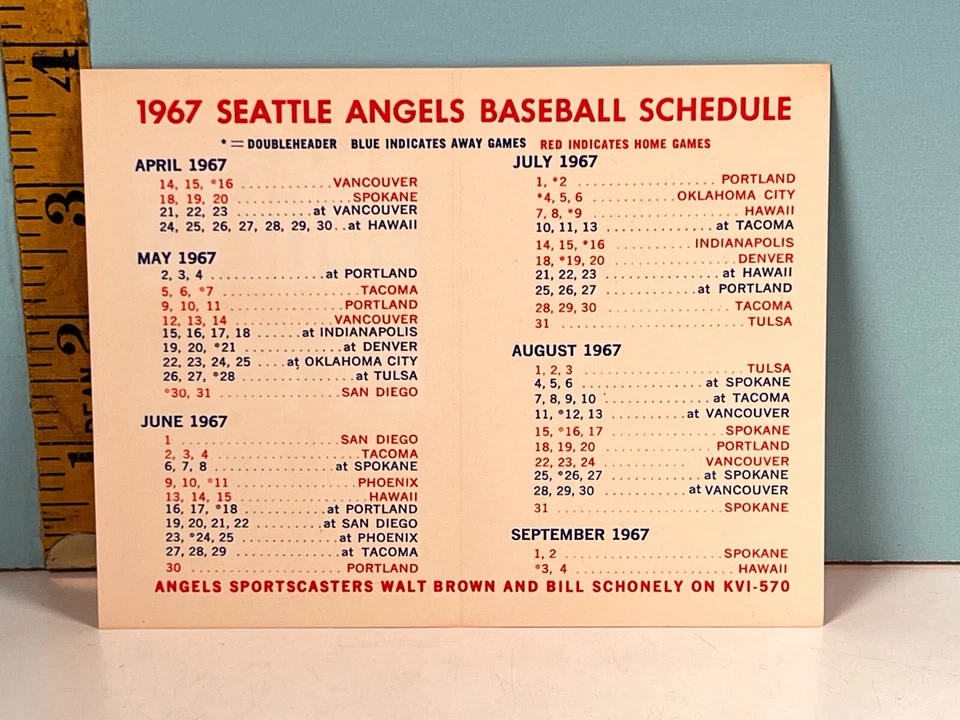 1967 SEATTLE ANGELS BASEBALL SCHEDULE
* = DOUBLEHEADER BLUE INDICATES AWAY GAMES RED INDICATES HOME GAMES
APRIL 1967
14, 15, *16 ............ VANCOUVER
18, 19, 20 ............... SPOKANE
21, 22, 23 .......... at VANCOUVER
24, 25, 26, 27, 28, 29, 30.. at HAWAII
MAY 1967
2, 3, 4 ............... at PORTLAND
5, 6, *7 .................. TACOMA
9, 10, 11 ............... PORTLAND
12, 13, 14 ............ VANCOUVER
15, 16, 17, 18 ...... at INDIANAPOLIS
19, 20, *21 ............. at DENVER
22, 23, 24, 25 .... at OKLAHOMA CITY
26, 27, *28 .............. at TULSA
*30, 31 ................ SAN DIEGO
JUNE 1967
1 ..................... SAN DIEGO
2, 3, 4 .................. TACOMA
6, 7, 8 ............... at SPOKANE
9, 10, *11 .............. PHOENIX
13, 14, 15 ............... HAWAII
16, 17, *18 .......... at PORTLAND
19, 20, 21, 22 ....... at SAN DIEGO
23, *24, 25 .......... at PHOENIX
27, 28, 29 ............ at TACOMA
30 .................... PORTLAND
JULY 1967
1, *2 .................. PORTLAND
*4, 5, 6 .......... OKLAHOMA CITY
7, 8, *9 ................. HAWAII
10, 11, 13 ............ at TACOMA
14, 15, *16 ........ INDIANAPOLIS
18, *19, 20 .............. DENVER
21, 22, 23 ............ at HAWAII
25, 26, 27 .......... at PORTLAND
28, 29, 30 .............. TACOMA
31 ...................... TULSA
AUGUST 1967
1, 2, 3 .................. TULSA
4, 5, 6 .............. at SPOKANE
7, 8, 9, 10 ........... at TACOMA
11, *12, 13 ........ at VANCOUVER
15, *16, 17 ............. SPOKANE
18, 19, 20 ............ PORTLAND
22, 23, 24 .......... VANCOUVER
25, *26, 27 .......... at SPOKANE
28, 29, 30 .......... at VANCOUVER
31 ..................... SPOKANE
SEPTEMBER 1967
1, 2 ................... SPOKANE
*3, 4 ................... HAWAII
ANGELS SPORTSCASTERS WALT BROWN AND BILL SCHONELY ON KVI-570
4
3
2